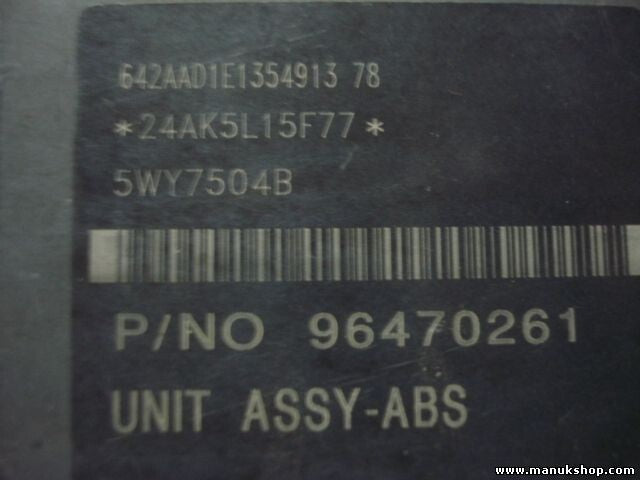 642AAD1E1354913 78
*24AK5L15F77*
5WY7504B
P/NO 96470261
UNIT ASSY-ABS
www.manukshop.com